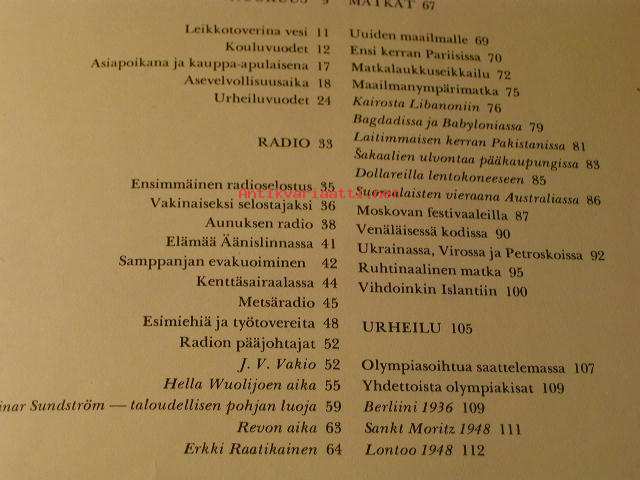 9
Leikkotoverina vesi 11
Kouluvuodet 12
Asiapoikana ja kauppa-apulaisena 17
Asevelvollisuusaika 18
Urheiluvuodet 24
RADIO 33
Ensimmäinen radioselostus 35
Vakinaiseksi selostajaksi 36
Aunuksen radio 38
Elämää Äänislinnassa 41
Samppanjan evakuoiminen 42
Kenttäsairaalassa 44
Metsäradio 45
Esimiehiä ja työtovereita 48
Radion pääjohtajat 52
J. V. Vakio 52
Hella Wuolijoen aika 55
Sundström — taloudellisen pohjan luoja 59
Revon aika 63
Erkki Raatikainen 64
MATKAT 67
Uuiden maailmalle 69
Ensi kerran Pariisissa 70
Matkalaukkuseikkailu 72
Maailmanympärimatka 75
Kairosta Libanoniin 76
Bagdadissa ja Babyloniassa 79
Laitimmaisen kerran Pakistanissa 81
Šakaalien ulvontaa pääkaupungissa 83
Dollareilla lentokoneeseen 85
Suomalaisten vieraana Australiassa 86
Moskovan festivaaleilla 87
Venäläisessä kodissa 90
Ukrainassa, Virossa ja Petroskoissa 92
Ruhtinaallinen matka 95
Vihdoinkin Islantiin 100
URHEILU 105
Olympiasoihtua saattelemassa 107
Yhdettoista olympiakisat 109
Berliini 1936 109
Sankt Moritz 1948 111
Lontoo 1948 112
Antikvariaatti.net